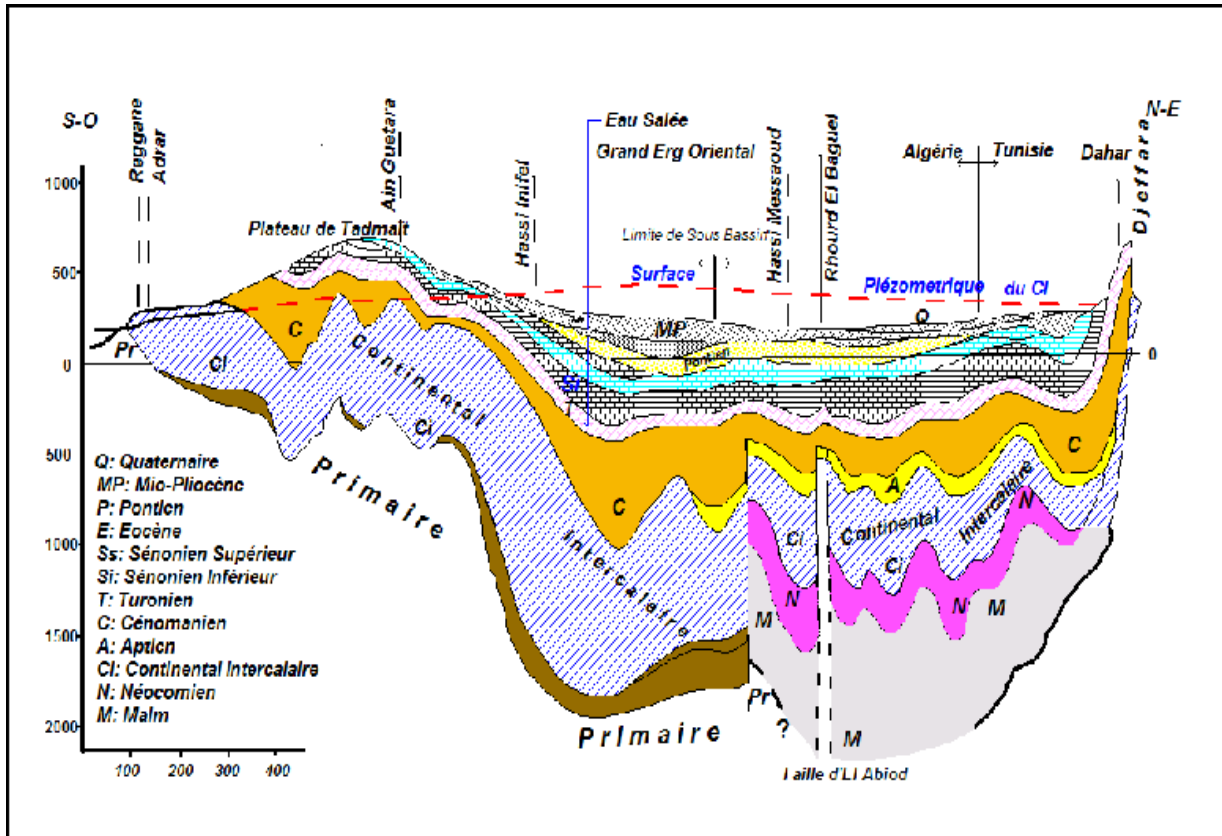 S-O
N-E
Reggane
Adrar
Ain Guetara
Hassi Inifel
Eau Salée
Grand Erg Oriental
Limite de Sous Bassin
Hassi Messaoud
Rhourd El Baguel
Algérie
Tunisie
Dahar
Djeffara
Plateau de Tadmait
Surface
Piézometrique
du CI
1000
500
0
500
1000
1500
2000
0
Pr
CI
C
Continental
CI
Primaire
Q
MP
Pontien
Si
C
C
A
Intercalaire
CI
Continental
Intercalaire
CI
N
N
N
M
M
M
Pr
?
Primaire
Q: Quaternaire
MP: Mio-Pliocène
P: Pontien
E: Eocène
Ss: Sénonien Supérieur
Si: Sénonien Inférieur
T: Turonien
C: Cénomanien
A: Aptien
CI: Continental Intercalaire
N: Néocomien
M: Malm
100 200 300 400
Faille d'El Abiod